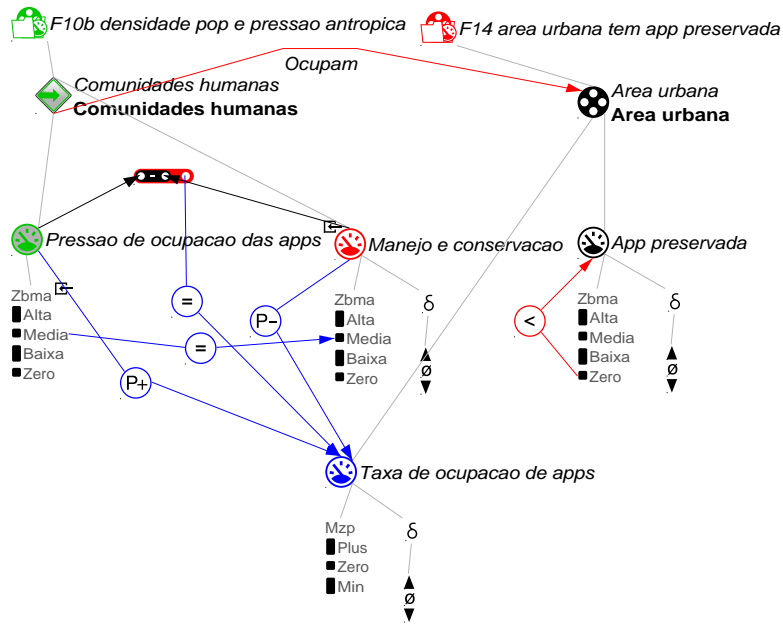 F10b densidade pop e pressao antropica
F14 area urbana tem app preservada
Ocupam
Comunidades humanas
Comunidades humanas
Area urbana
Area urbana
-
Pressao de ocupacao das apps
Manejo e conservacao
App preservada
Zbma
Alta
Media
Baixa
Zero
Zbma
Alta
Media
Baixa
Zero
δ
ø
Zbma
Alta
Media
Baixa
Zero
δ
ø
=
=
P-
P+
<
Taxa de ocupacao de apps
Mzp
Plus
Zero
Min
δ
ø